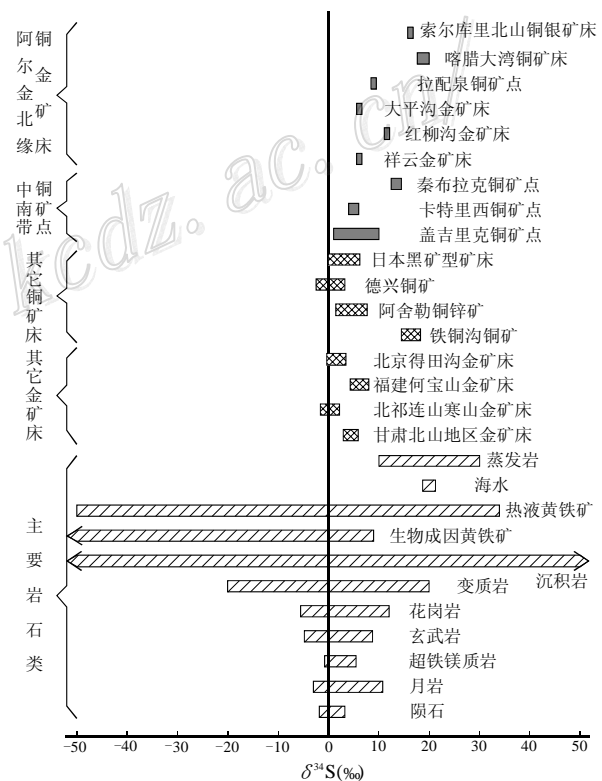 阿尔金北缘
铜金矿床
索尔库里北山铜银矿床
喀腊大湾铜矿床
拉配泉铜矿点
大平沟金矿床
红柳沟金矿床
祥云金矿床
中南带
铜矿点
秦布拉克铜矿点
卡特里西铜矿点
盖吉里克铜矿点
其它铜矿床
日本黑矿型矿床
德兴铜矿
阿舍勒铜锌矿
铁铜沟铜矿
其它金矿床
北京得田沟金矿床
福建何宝山金矿床
北祁连山寒山金矿床
甘肃北山地区金矿床
主要岩石类
蒸发岩
海水
热液黄铁矿
生物成因黄铁矿
沉积岩
变质岩
花岗岩
玄武岩
超铁镁质岩
月岩
陨石
−50 −40 −30 −20 −10 0 10 20 30 40 50
δ³⁴S(‰)
kcdz. ac. cn/